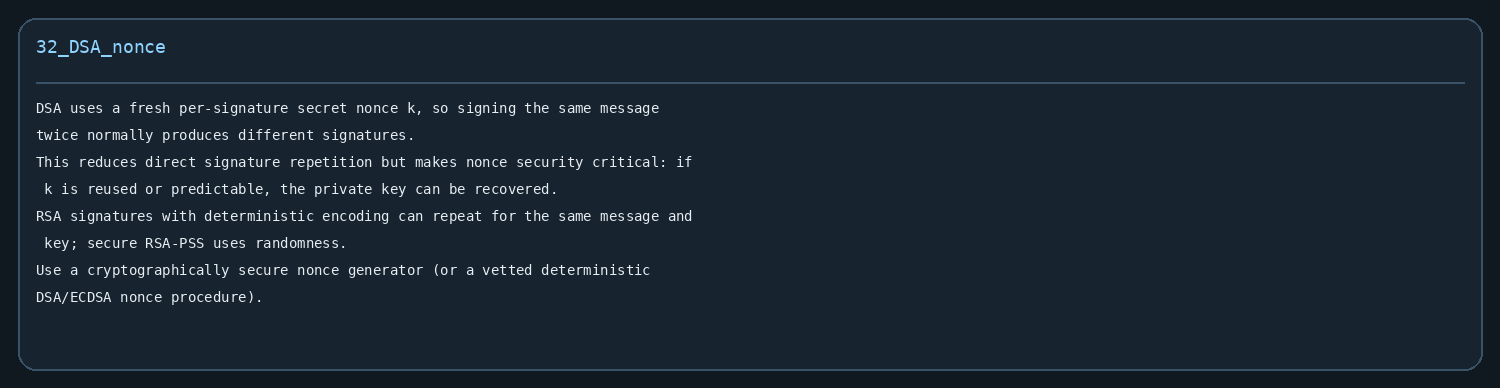 32_DSA_nonce
DSA uses a fresh per-signature secret nonce k, so signing the same message
twice normally produces different signatures.
This reduces direct signature repetition but makes nonce security critical: if
 k is reused or predictable, the private key can be recovered.
RSA signatures with deterministic encoding can repeat for the same message and
 key; secure RSA-PSS uses randomness.
Use a cryptographically secure nonce generator (or a vetted deterministic
DSA/ECDSA nonce procedure).